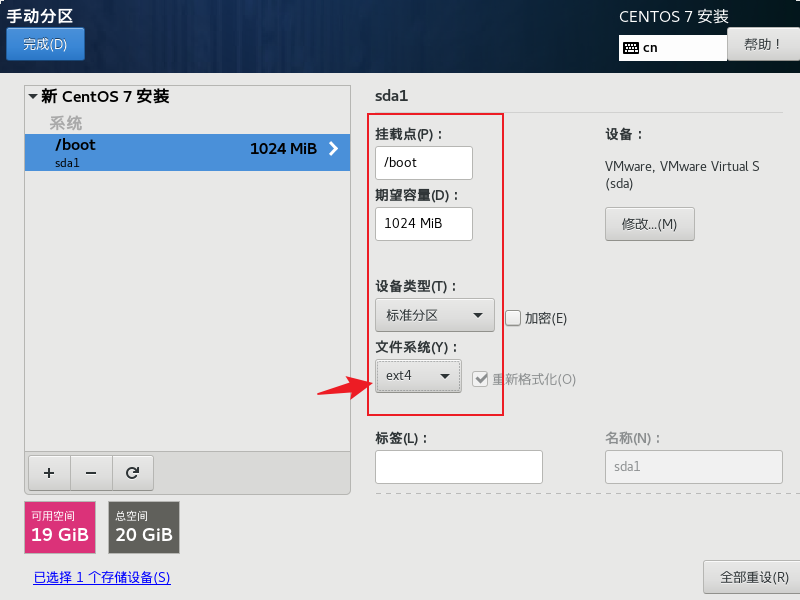 手动分区
CENTOS 7 安装
完成(D)
cn
帮助！
新 CentOS 7 安装
系统
/boot
1024 MiB
sda1
sda1
挂载点(P)：
/boot
期望容量(D)：
1024 MiB
设备：
VMware, VMware Virtual S
(sda)
修改...(M)
设备类型(T)：
标准分区
加密(E)
文件系统(Y)：
ext4
重新格式化(O)
标签(L)：
名称(N)：
sda1
可用空间
19 GiB
总空间
20 GiB
已选择 1 个存储设备(S)
全部重设(R)